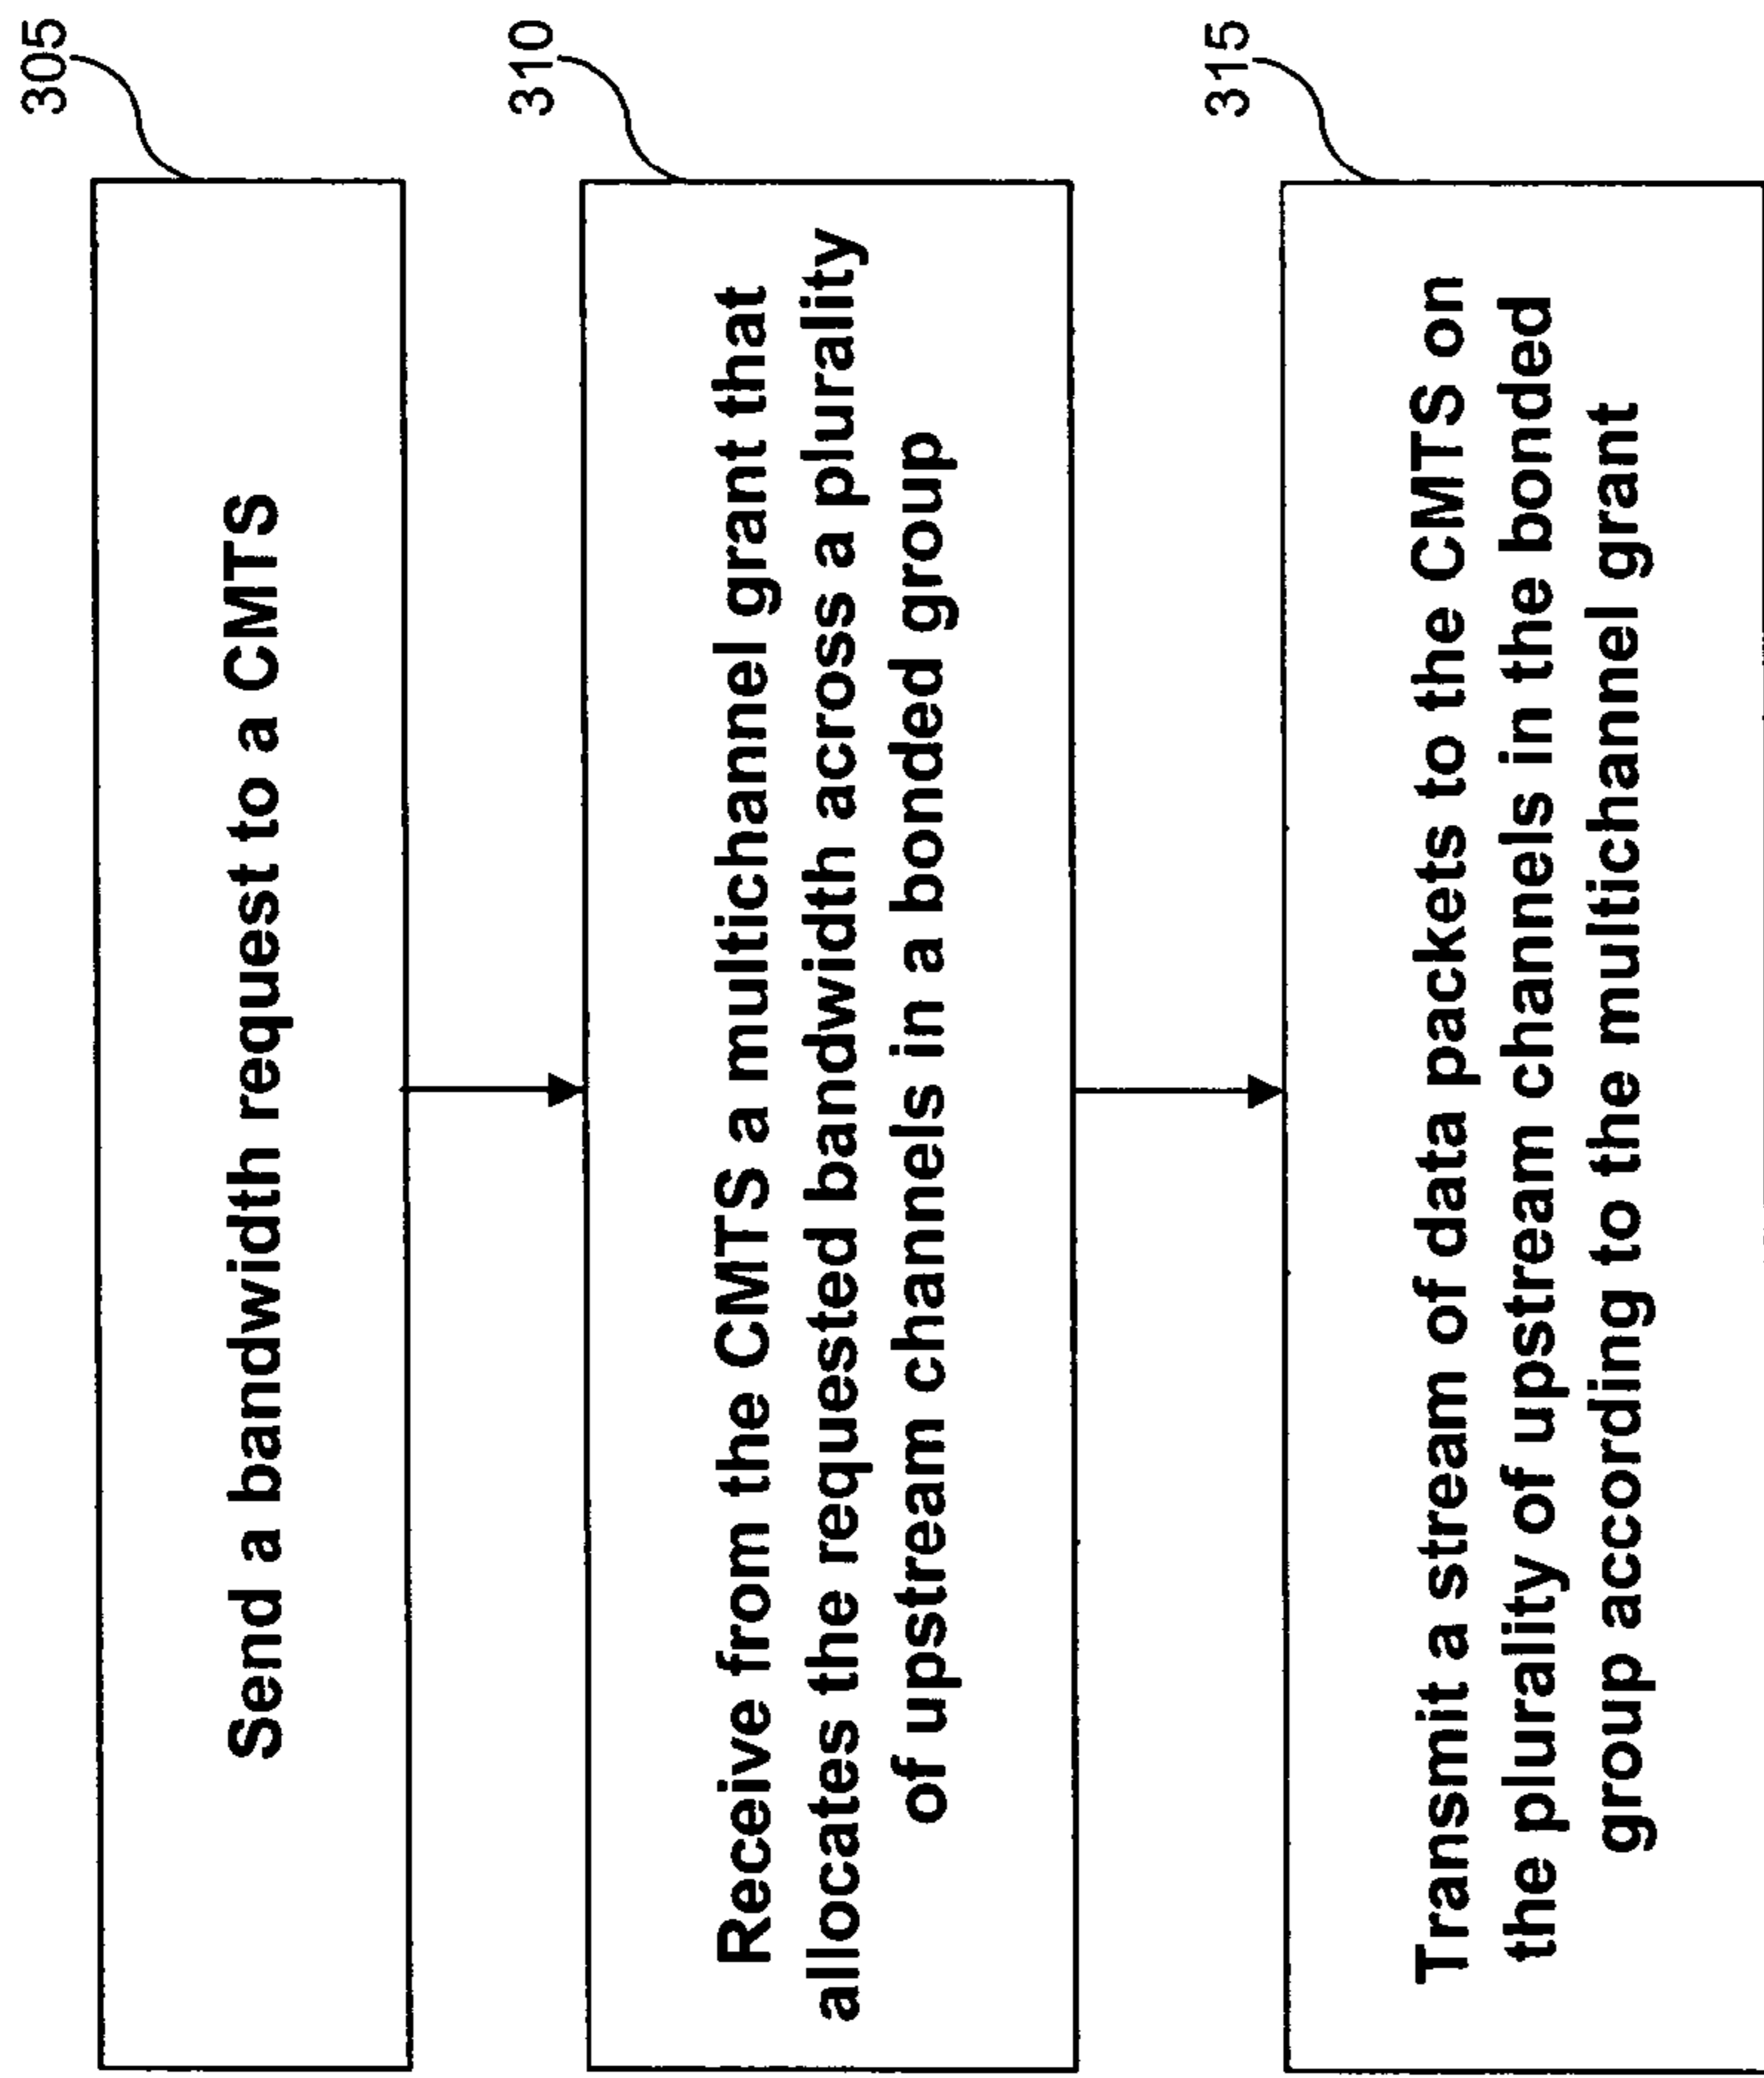 305
Send a bandwidth request to a CMTS
310
Receive from the CMTS a multichannel grant that
allocates the requested bandwidth across a plurality
of upstream channels in a bonded group
315
Transmit a stream of data packets to the CMTS on
the plurality of upstream channels in the bonded
group according to the multichannel grant